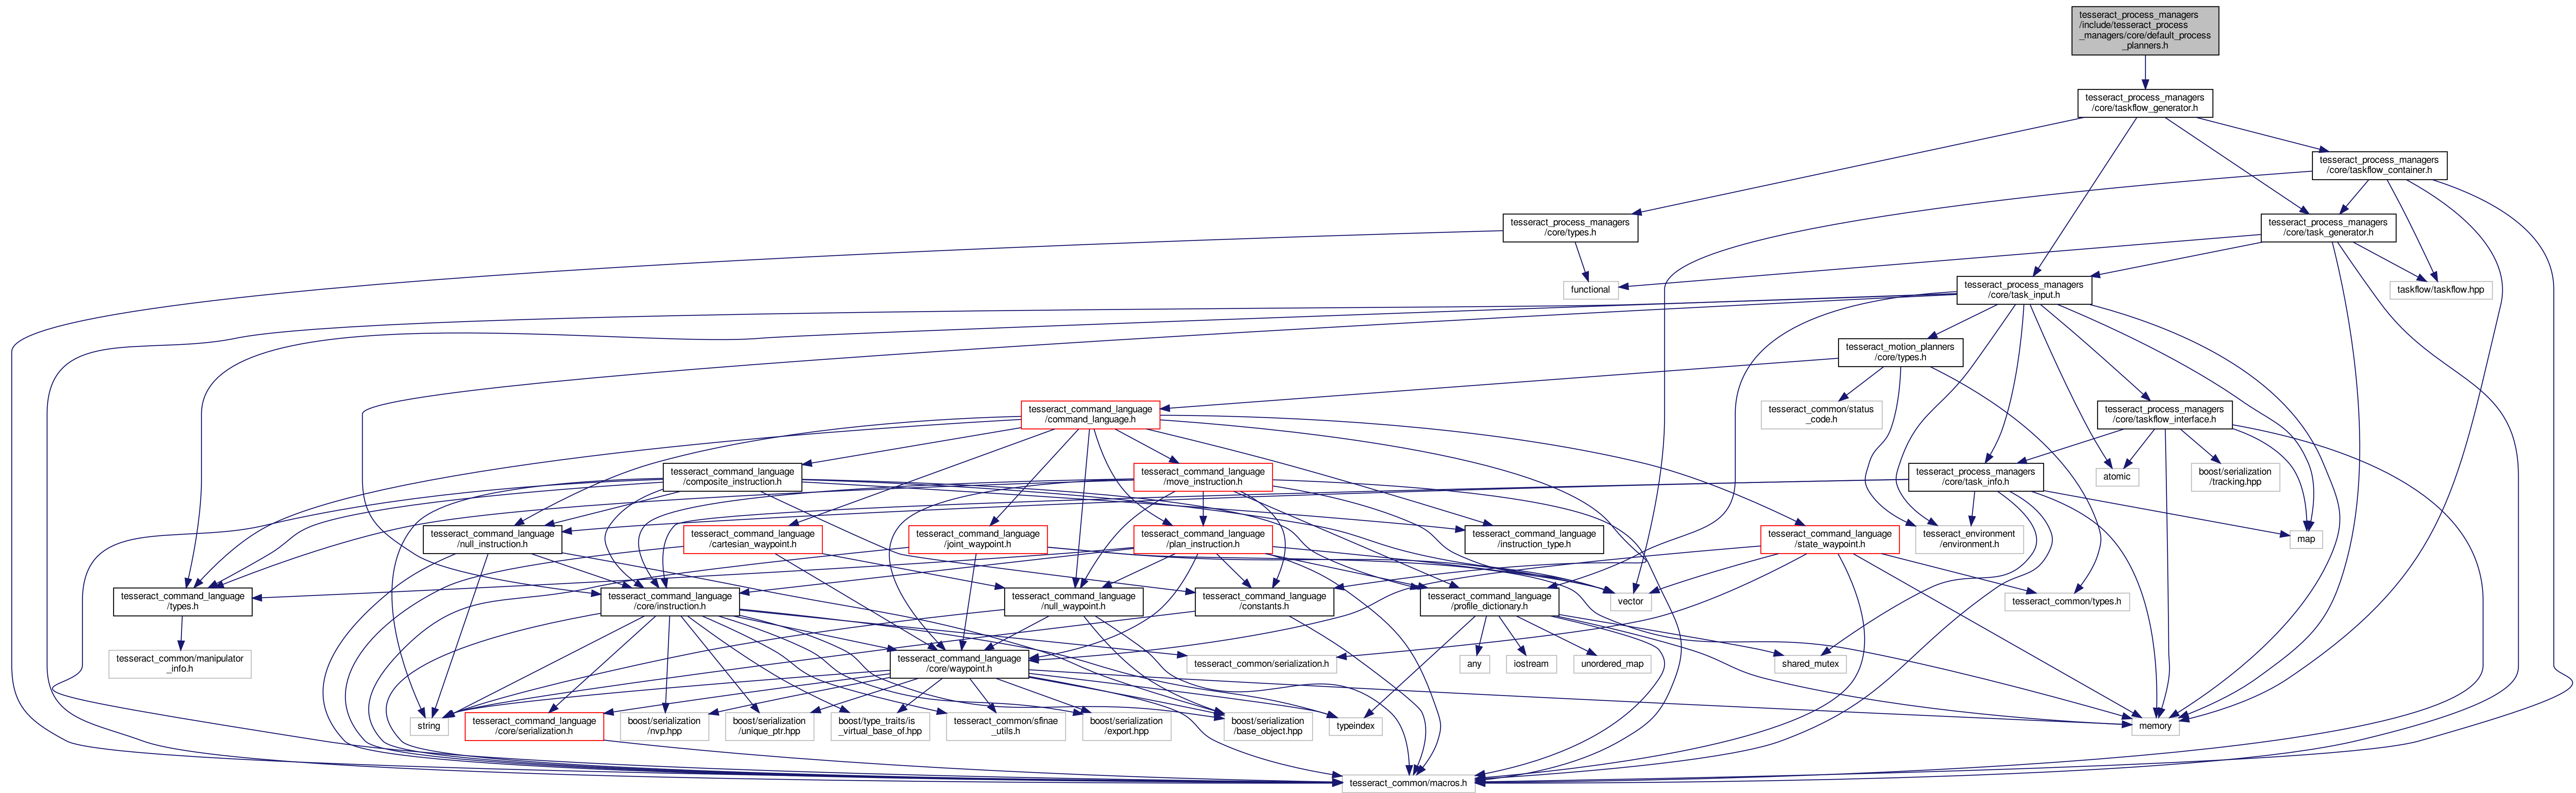 tesseract_process_managers
/include/tesseract_process
_managers/core/default_process
_planners.h
tesseract_process_managers
/core/taskflow_generator.h
tesseract_process_managers
/core/taskflow_container.h
tesseract_process_managers
/core/types.h
tesseract_process_managers
/core/task_generator.h
functional
tesseract_process_managers
/core/task_input.h
taskflow/taskflow.hpp
tesseract_motion_planners
/core/types.h
tesseract_command_language
/command_language.h
tesseract_common/status
_code.h
tesseract_process_managers
/core/taskflow_interface.h
tesseract_command_language
/composite_instruction.h
tesseract_command_language
/move_instruction.h
tesseract_process_managers
/core/task_info.h
atomic
boost/serialization
/tracking.hpp
tesseract_command_language
/null_instruction.h
tesseract_command_language
/cartesian_waypoint.h
tesseract_command_language
/joint_waypoint.h
tesseract_command_language
/plan_instruction.h
tesseract_command_language
/instruction_type.h
tesseract_command_language
/state_waypoint.h
tesseract_environment
/environment.h
map
tesseract_command_language
/types.h
tesseract_command_language
/core/instruction.h
tesseract_command_language
/null_waypoint.h
tesseract_command_language
/constants.h
tesseract_command_language
/profile_dictionary.h
vector
tesseract_common/types.h
tesseract_common/manipulator
_info.h
tesseract_command_language
/core/waypoint.h
tesseract_common/serialization.h
any
iostream
unordered_map
shared_mutex
string
tesseract_command_language
/core/serialization.h
boost/serialization
/nvp.hpp
boost/serialization
/unique_ptr.hpp
boost/type_traits/is
_virtual_base_of.hpp
tesseract_common/sfinae
_utils.h
boost/serialization
/export.hpp
boost/serialization
/base_object.hpp
typeindex
memory
tesseract_common/macros.h